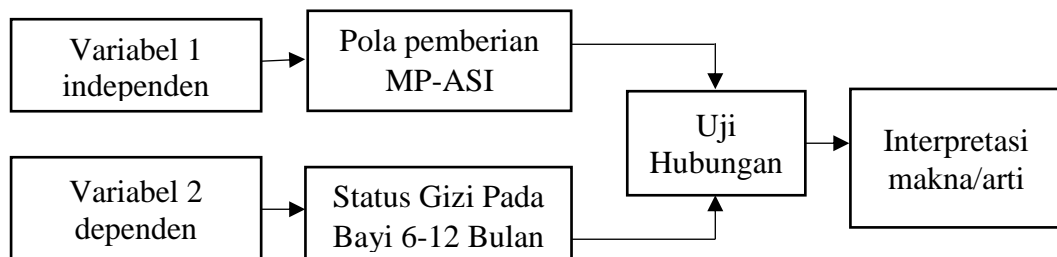 Variabel 1
independen
Pola pemberian
MP-ASI
Uji
Hubungan
Interpretasi
makna/arti
Variabel 2
dependen
Status Gizi Pada
Bayi 6-12 Bulan